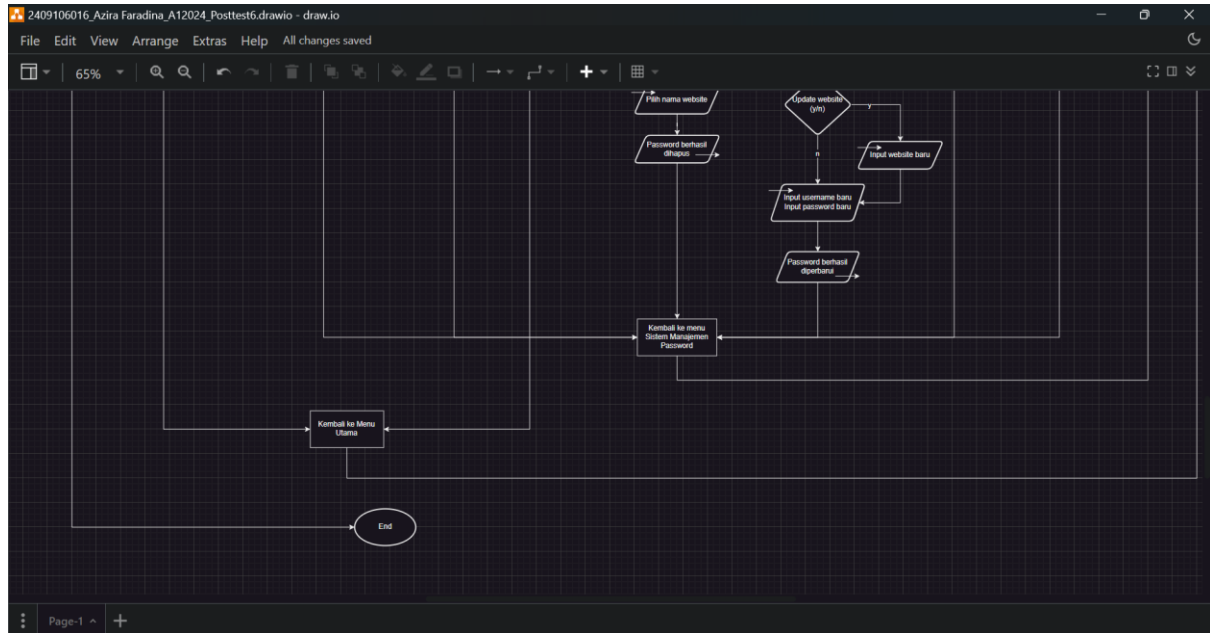 2409106016_Azira Faradina_A12024_Posttest6.drawio - draw.io
File Edit View Arrange Extras Help All changes saved
65%
Pilih nama website
Update website
(y/n)
y
Password berhasil
dihapus
n
Input website baru
Input username baru
Input password baru
Password berhasil
diperbarui
Kembali ke menu
Sistem Manajemen
Password
Kembali ke Menu
Utama
End
Page-1